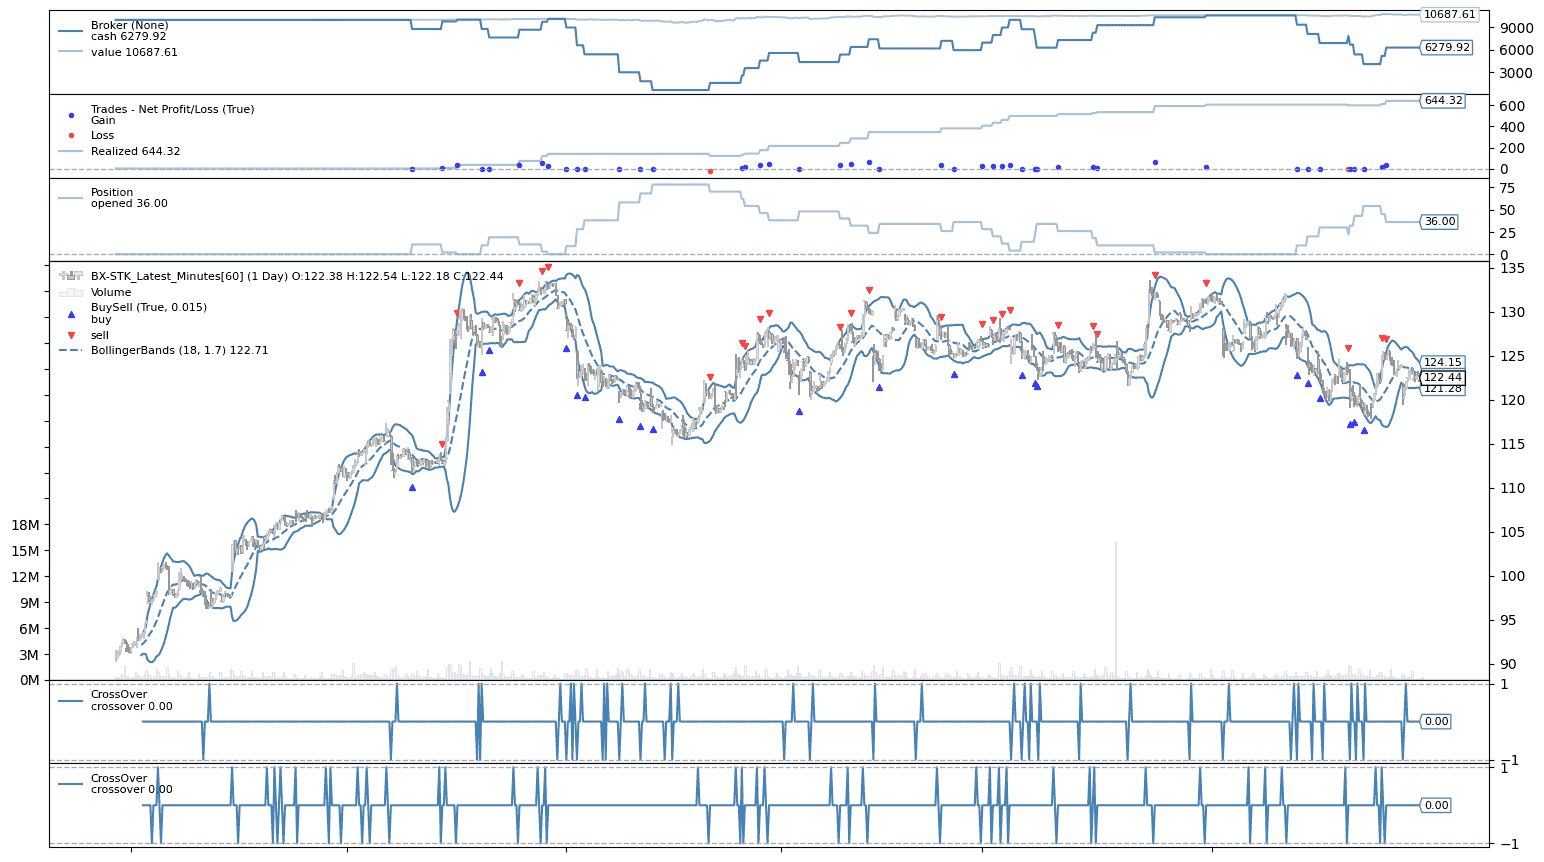 Broker (None)
cash 6279.92
value 10687.61
10687.61
9000
6279.92
6000
3000
Trades - Net Profit/Loss (True)
Gain
Loss
Realized 644.32
644.32
600
400
200
0
Position
opened 36.00
75
50
36.00
25
0
BX-STK_Latest_Minutes[60] (1 Day) O:122.38 H:122.54 L:122.18 C:122.44
Volume
BuySell (True, 0.015)
buy
sell
BollingerBands (18, 1.7) 122.71
135
130
125
124.15
122.44
121.28
120
115
110
105
100
95
90
18M
15M
12M
9M
6M
3M
0M
CrossOver
crossover 0.00
1
0.00
−1
CrossOver
crossover 0.00
1
0.00
−1